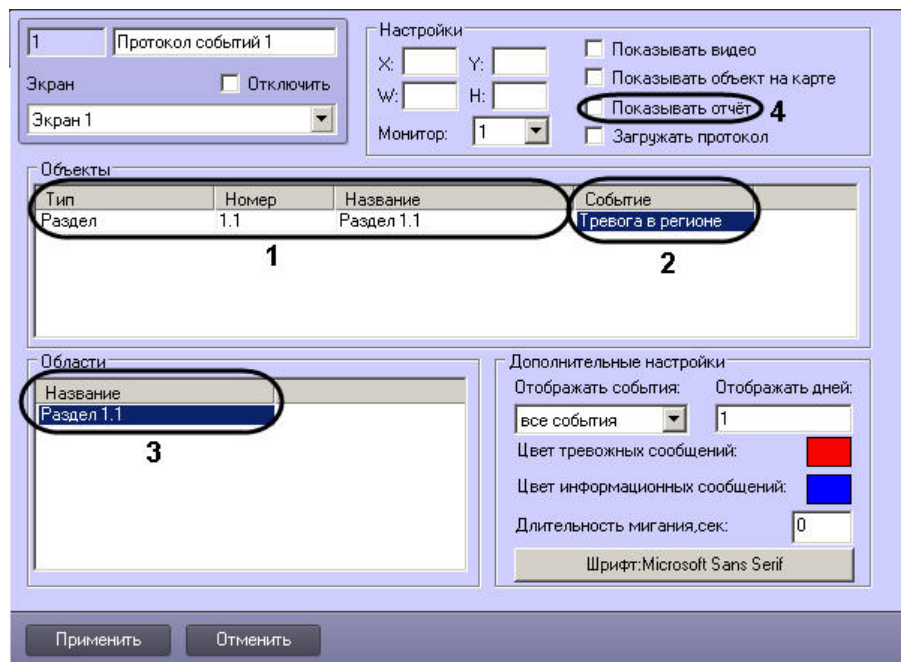 1 Протокол событий 1
Экран Отключить
Экран 1
Настройки
X: Y:
W: H:
Монитор: 1
Показывать видео
Показывать объект на карте
Показывать отчёт 4
Загружать протокол
Объекты
Тип Номер Название Событие
Раздел 1.1 Раздел 1.1 Тревога в регионе
1 2
Области
Название
Раздел 1.1
3
Дополнительные настройки
Отображать события: Отображать дней:
все события 1
Цвет тревожных сообщений:
Цвет информационных сообщений:
Длительность мигания,сек: 0
Шрифт:Microsoft Sans Serif
Применить Отменить